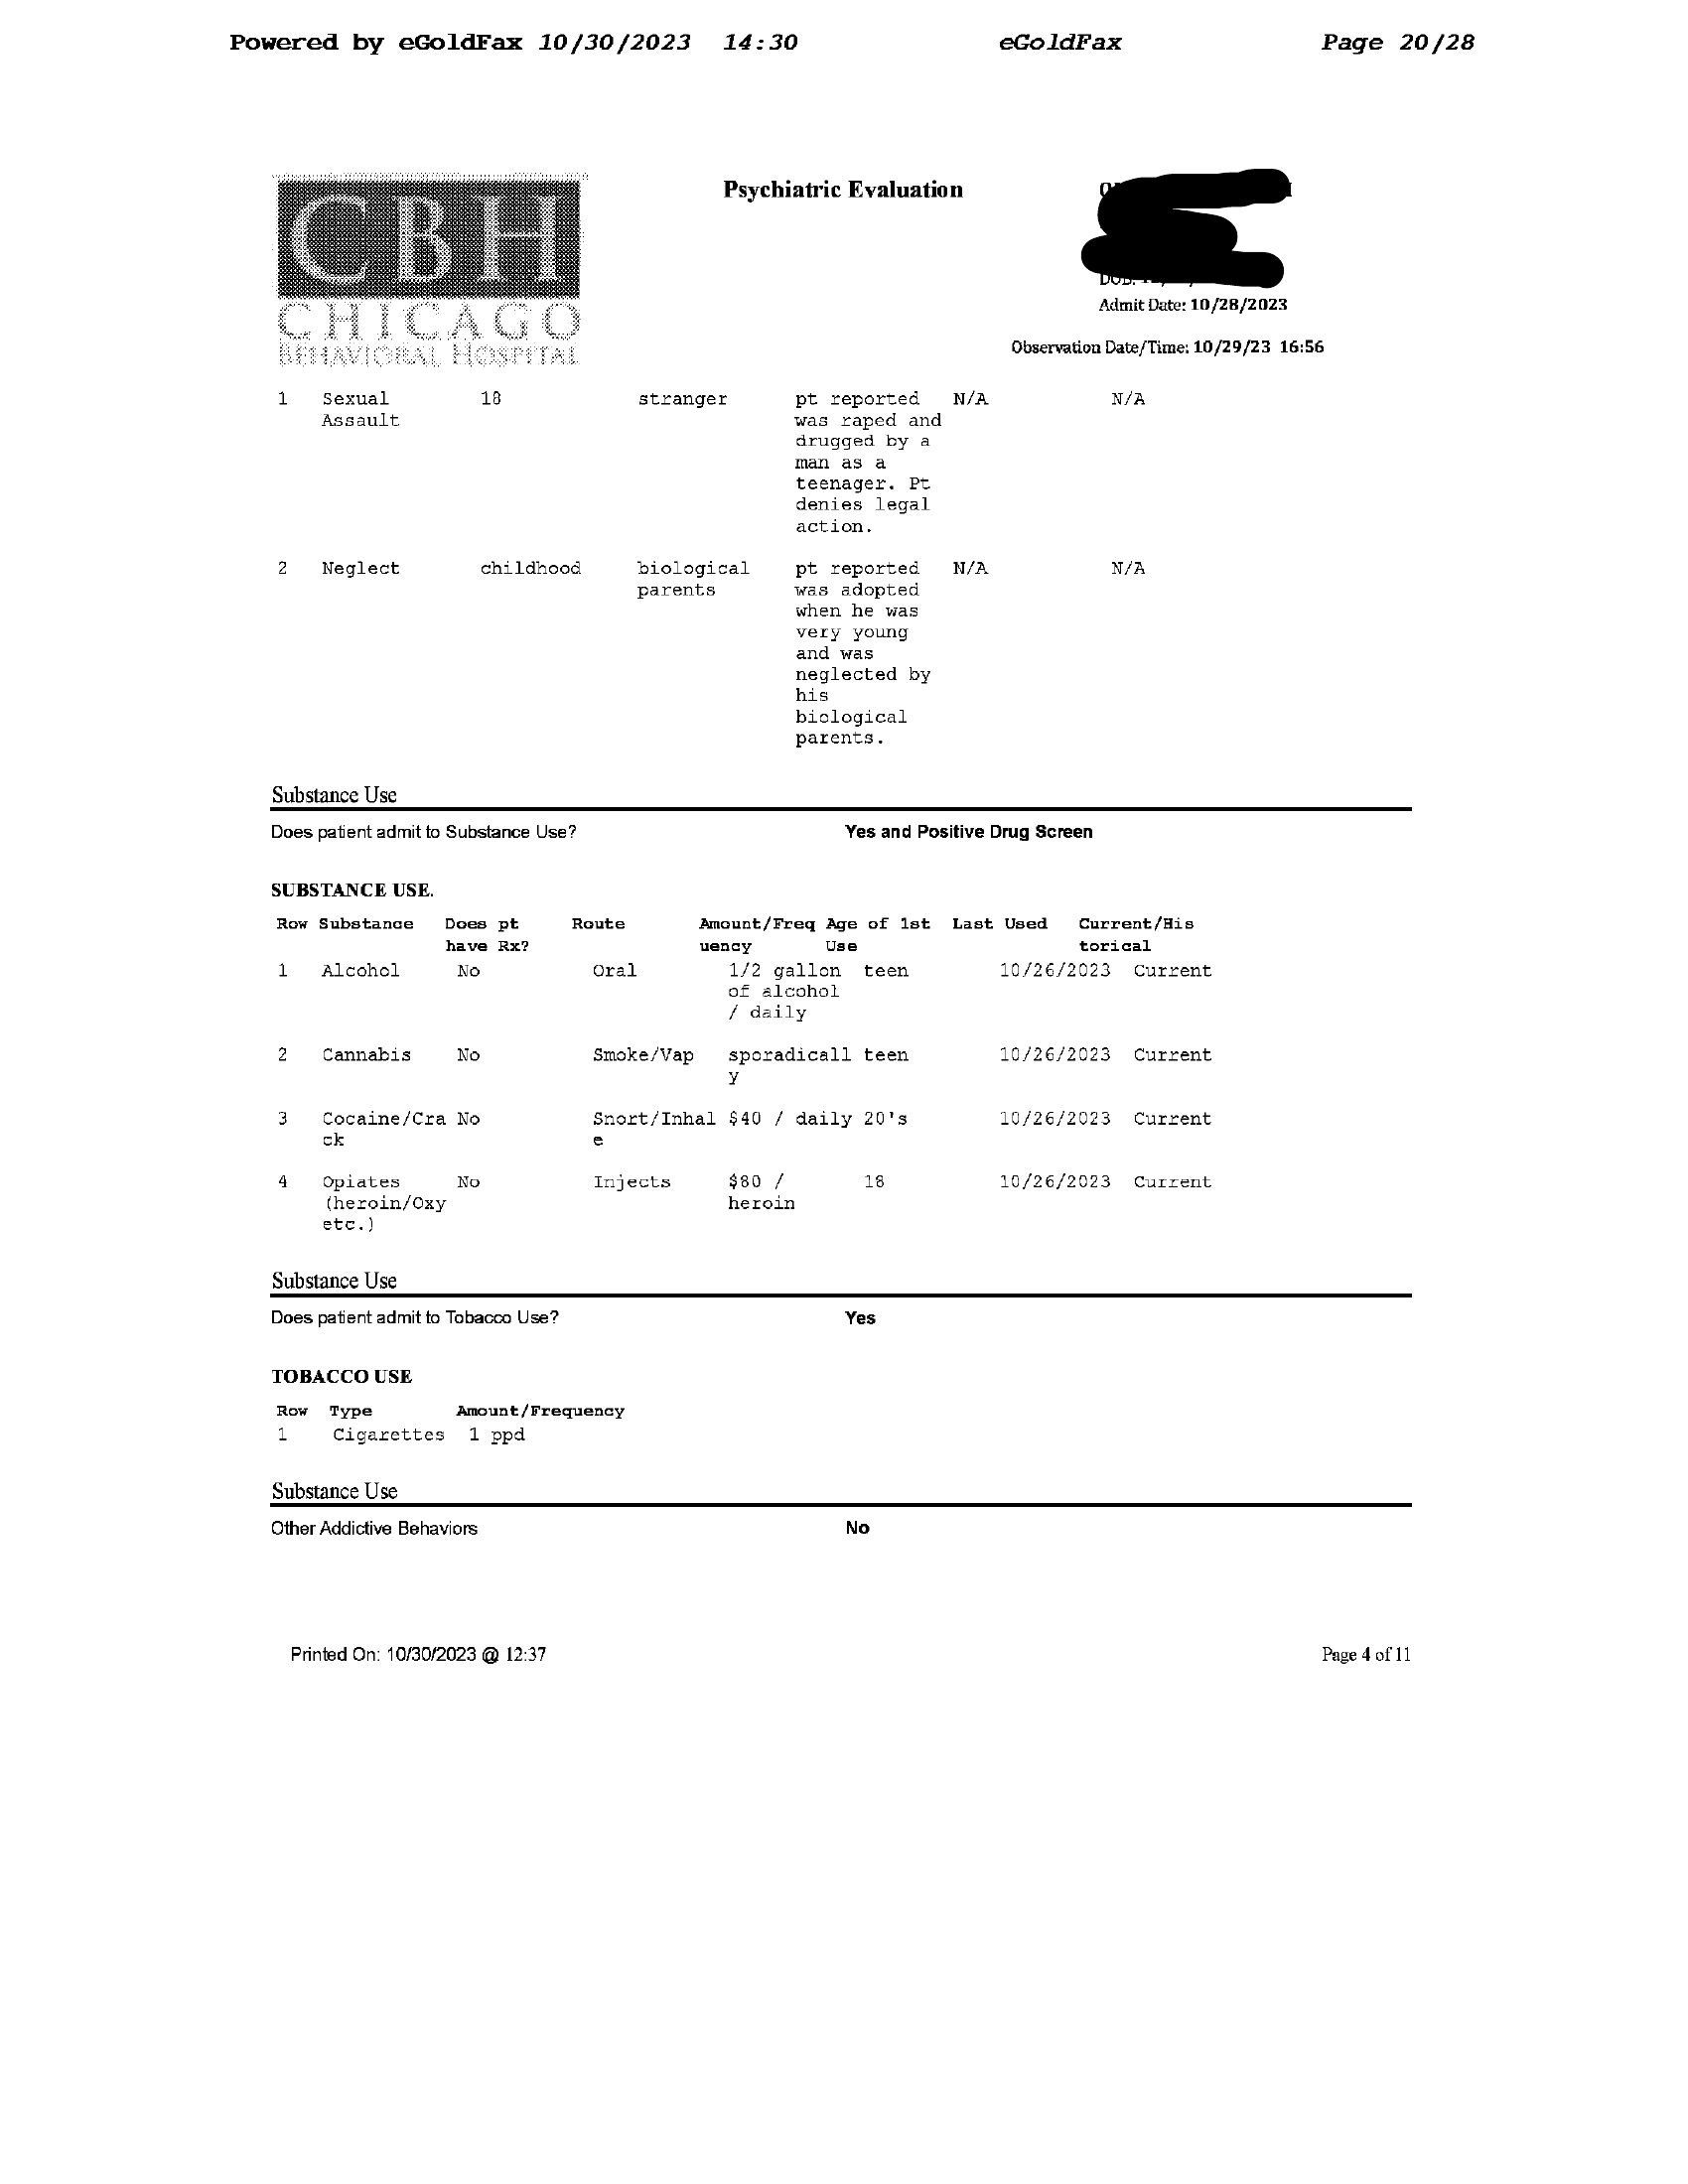 Powered by eGoldFax 10/30/2023 14:30 eGoldFax Page 20/28
CBH
CHICAGO
BEHAVIORAL HOSPITAL
Psychiatric Evaluation
Admit Date: 10/28/2023
Observation Date/Time: 10/29/23 16:56
1 Sexual 18 stranger pt reported N/A N/A
Assault was raped and
drugged by a
man as a
teenager. Pt
denies legal
action.
2 Neglect childhood biological pt reported N/A N/A
parents was adopted
when he was
very young
and was
neglected by
his
biological
parents.
Substance Use
Does patient admit to Substance Use? Yes and Positive Drug Screen
SUBSTANCE USE.
Row Substance Does pt Route Amount/Freq Age of 1st Last Used Current/His
have Rx? uency Use torical
1 Alcohol No Oral 1/2 gallon teen 10/26/2023 Current
of alcohol
/ daily
2 Cannabis No Smoke/Vap sporadicall teen 10/26/2023 Current
y
3 Cocaine/Cra No Snort/Inhal $40 / daily 20's 10/26/2023 Current
ck e
4 Opiates No Injects $80 / 18 10/26/2023 Current
(heroin/Oxy heroin
etc.)
Substance Use
Does patient admit to Tobacco Use? Yes
TOBACCO USE
Row Type Amount/Frequency
1 Cigarettes 1 ppd
Substance Use
Other Addictive Behaviors No
Printed On: 10/30/2023 @ 12:37 Page 4 of 11